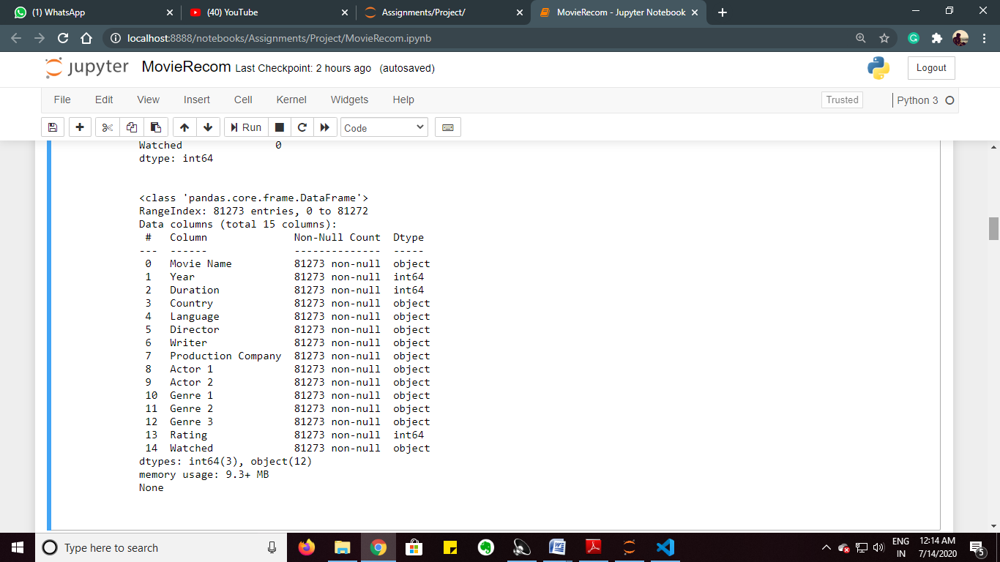 (1) WhatsApp
(40) YouTube
Assignments/Project/
MovieRecom - Jupyter Notebook
localhost:8888/notebooks/Assignments/Project/MovieRecom.ipynb
jupyter MovieRecom Last Checkpoint: 2 hours ago (autosaved)
Logout
File Edit View Insert Cell Kernel Widgets Help
Trusted
Python 3
Run
Code
Watched 0
dtype: int64
<class 'pandas.core.frame.DataFrame'>
RangeIndex: 81273 entries, 0 to 81272
Data columns (total 15 columns):
# Column Non-Null Count Dtype
--- ------ -------------- -----
0 Movie Name 81273 non-null object
1 Year 81273 non-null int64
2 Duration 81273 non-null int64
3 Country 81273 non-null object
4 Language 81273 non-null object
5 Director 81273 non-null object
6 Writer 81273 non-null object
7 Production Company 81273 non-null object
8 Actor 1 81273 non-null object
9 Actor 2 81273 non-null object
10 Genre 1 81273 non-null object
11 Genre 2 81273 non-null object
12 Genre 3 81273 non-null object
13 Rating 81273 non-null int64
14 Watched 81273 non-null object
dtypes: int64(3), object(12)
memory usage: 9.3+ MB
None
Type here to search
ENG
IN
12:14 AM
7/14/2020
5